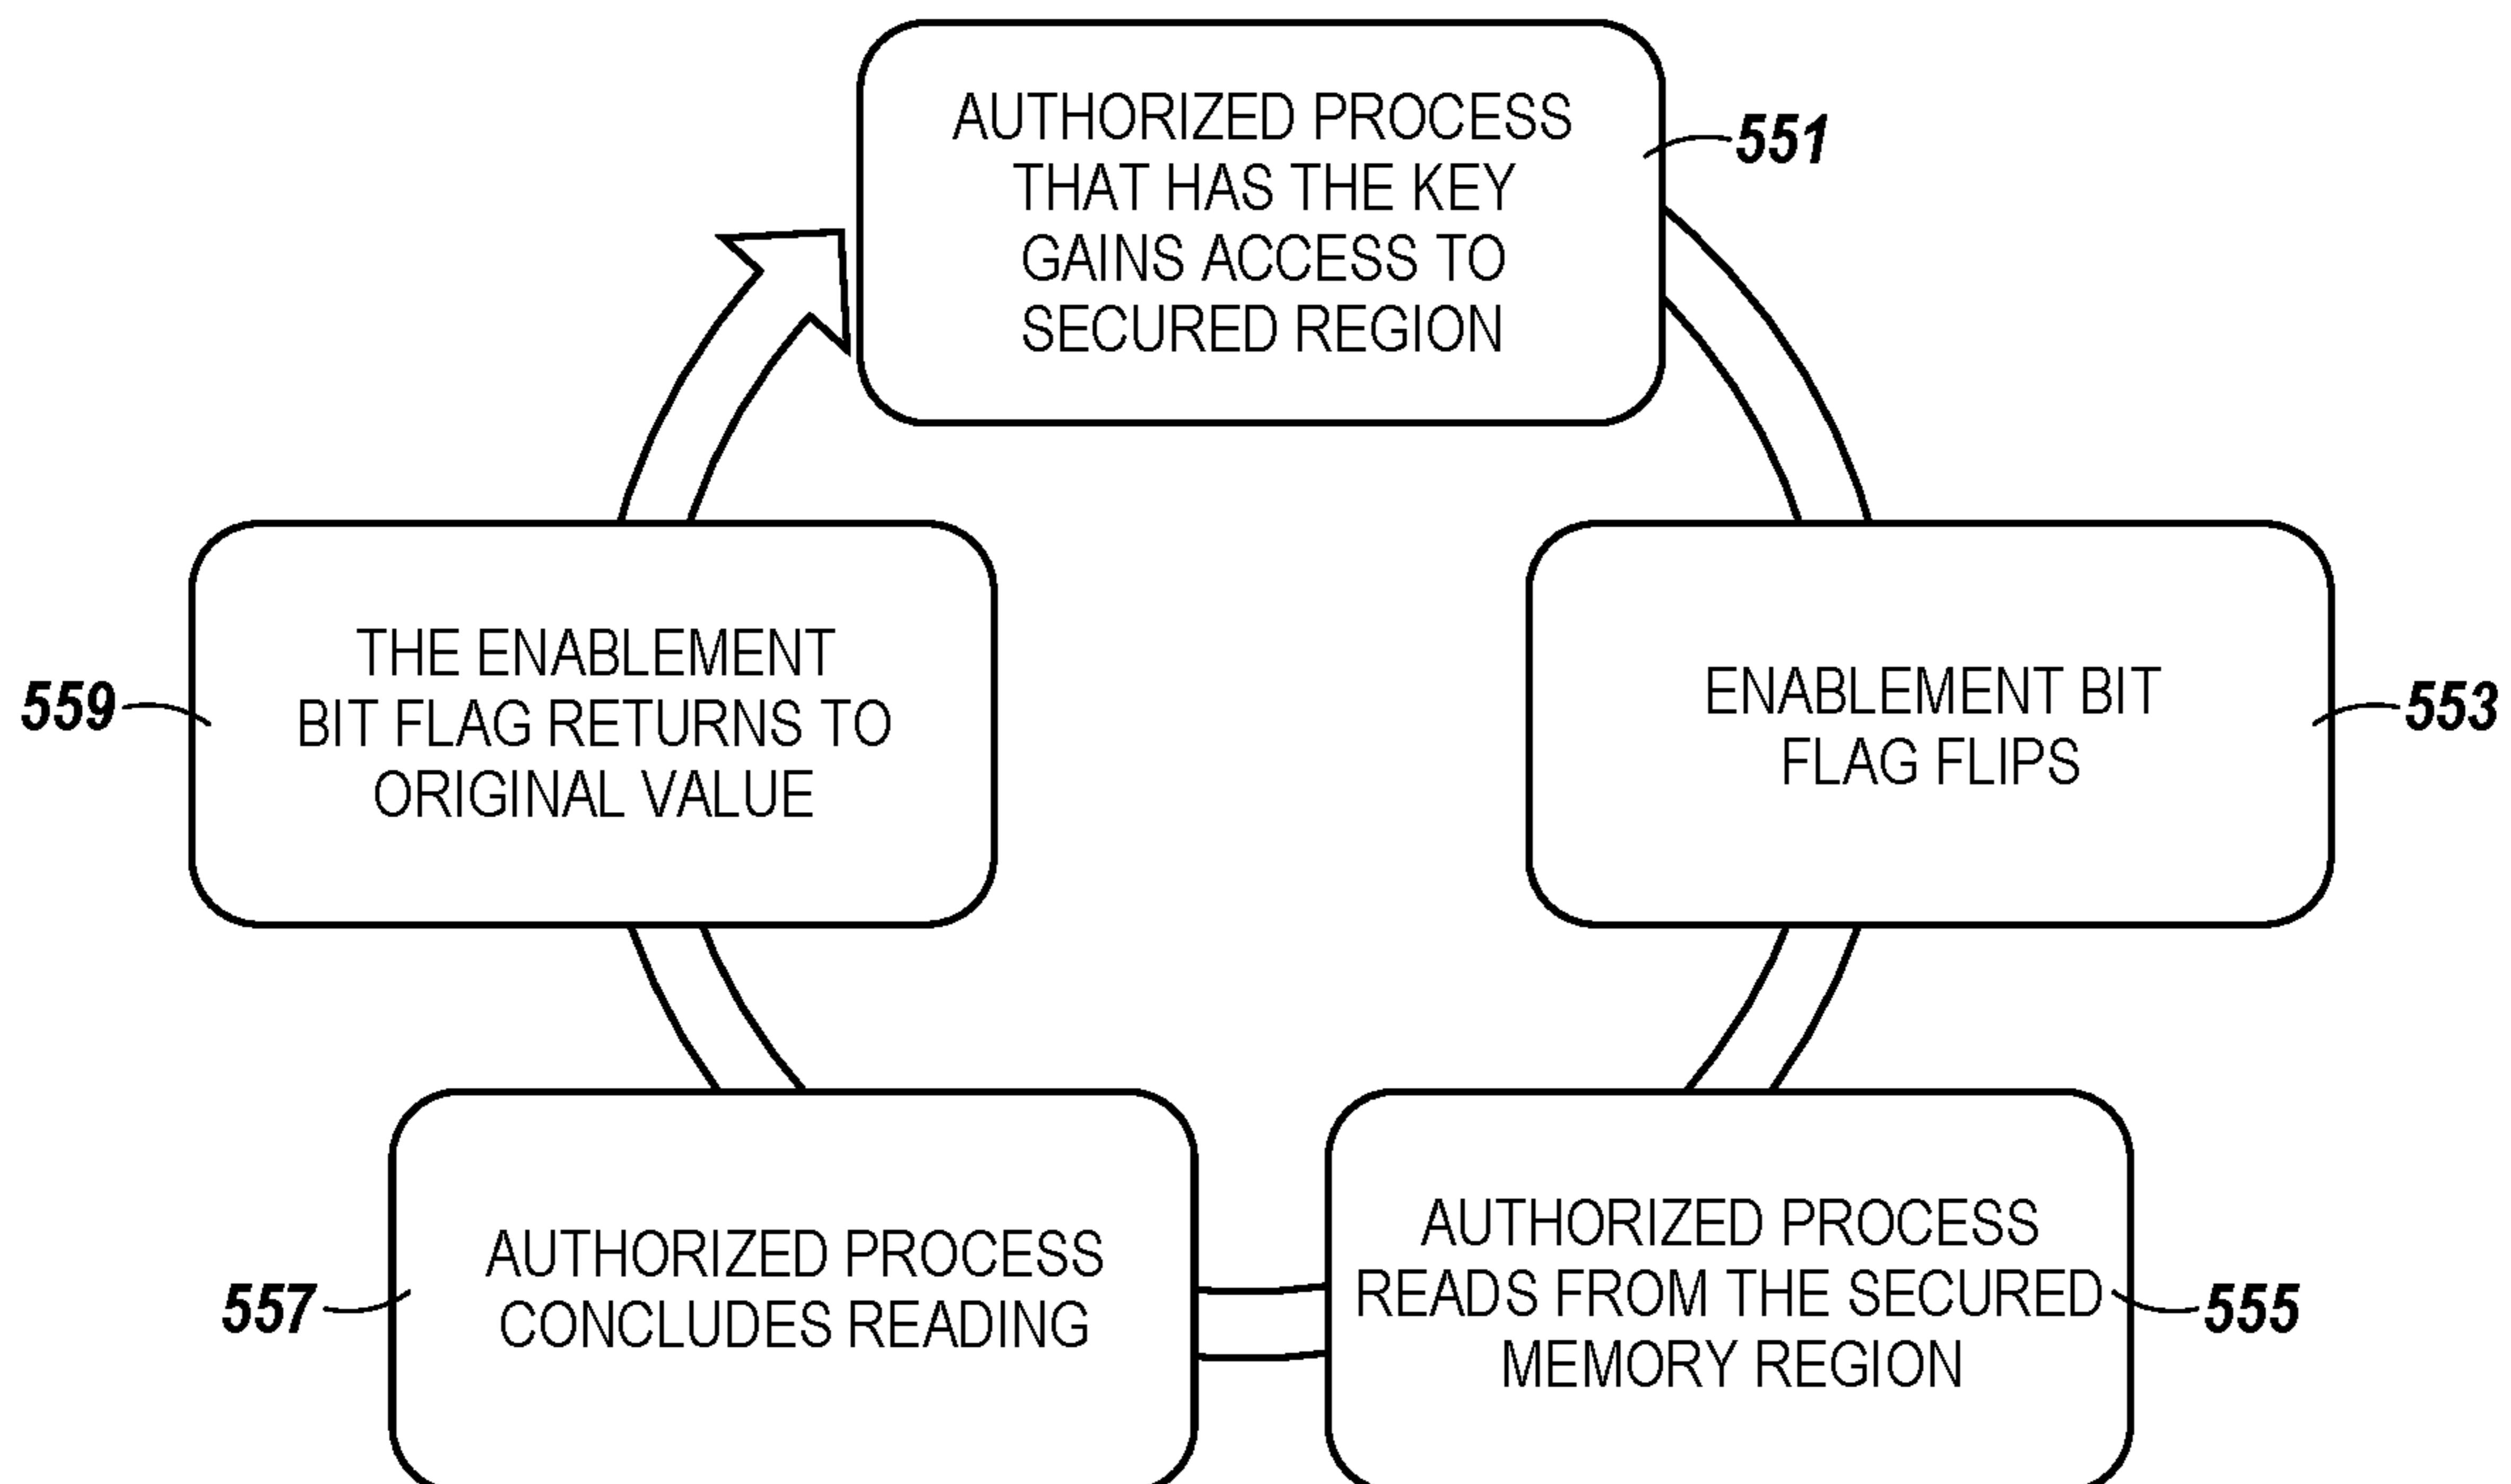 AUTHORIZED PROCESS
THAT HAS THE KEY
GAINS ACCESS TO
SECURED REGION
551
ENABLEMENT BIT
FLAG FLIPS
553
AUTHORIZED PROCESS
READS FROM THE SECURED
MEMORY REGION
555
AUTHORIZED PROCESS
CONCLUDES READING
557
THE ENABLEMENT
BIT FLAG RETURNS TO
ORIGINAL VALUE
559